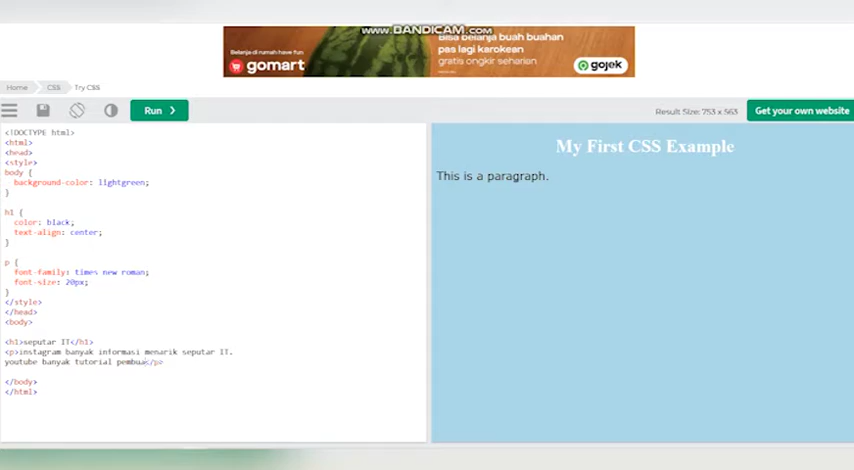 www.BANDICAM.com
Bisa belanja buah buahan
pas lagi karokean
gratis ongkir seharian
Belanja di rumah have fun
gomart
gojek
Home
CSS
Try CSS
Run ❯
Result Size: 753 x 563
Get your own website
<!DOCTYPE html>
<html>
<head>
<style>
body {
background-color: lightgreen;
}
h1 {
color: black;
text-align: center;
}
p {
font-family: times new roman;
font-size: 20px;
}
</style>
</head>
<body>
<h1>seputar IT</h1>
<p>instagram banyak informasi menarik seputar IT.
youtube banyak tutorial pembua</p>
</body>
</html>
My First CSS Example
This is a paragraph.